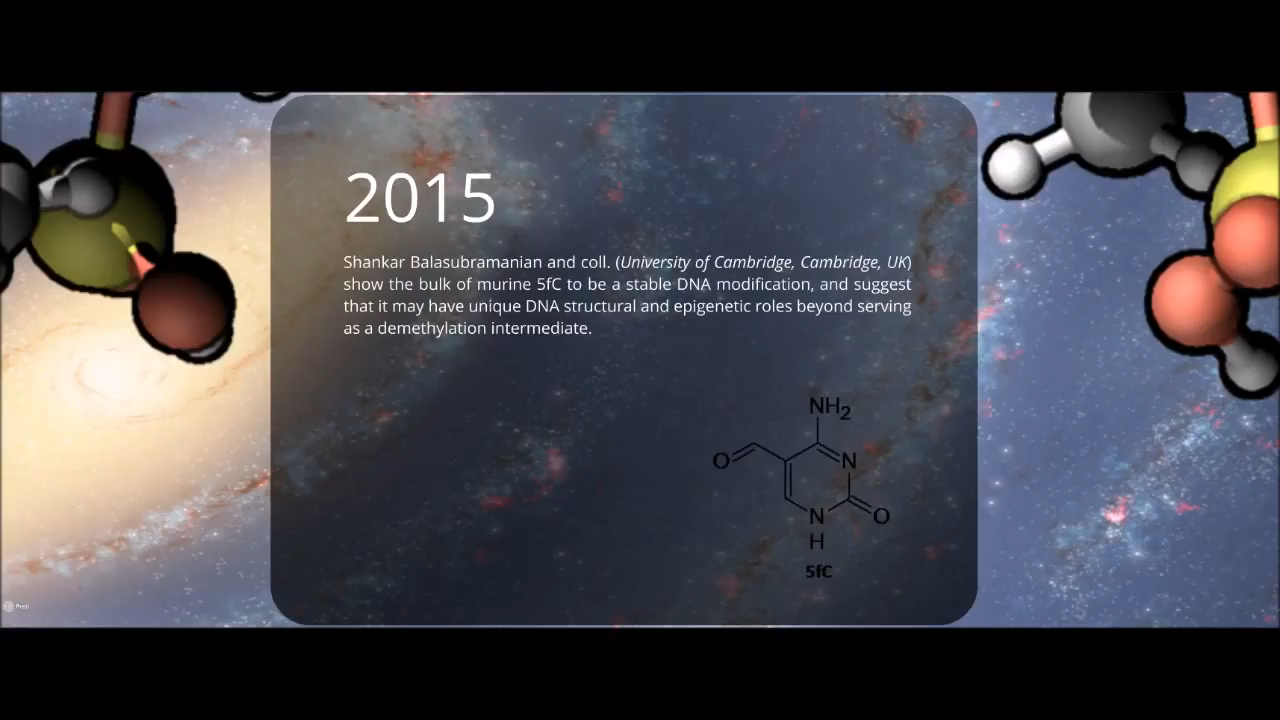 2015
Shankar Balasubramanian and coll. (University of Cambridge, Cambridge, UK)
show the bulk of murine 5fC to be a stable DNA modification, and suggest
that it may have unique DNA structural and epigenetic roles beyond serving
as a demethylation intermediate.
NH2
O
N
N
O
H
5fC
Prezi